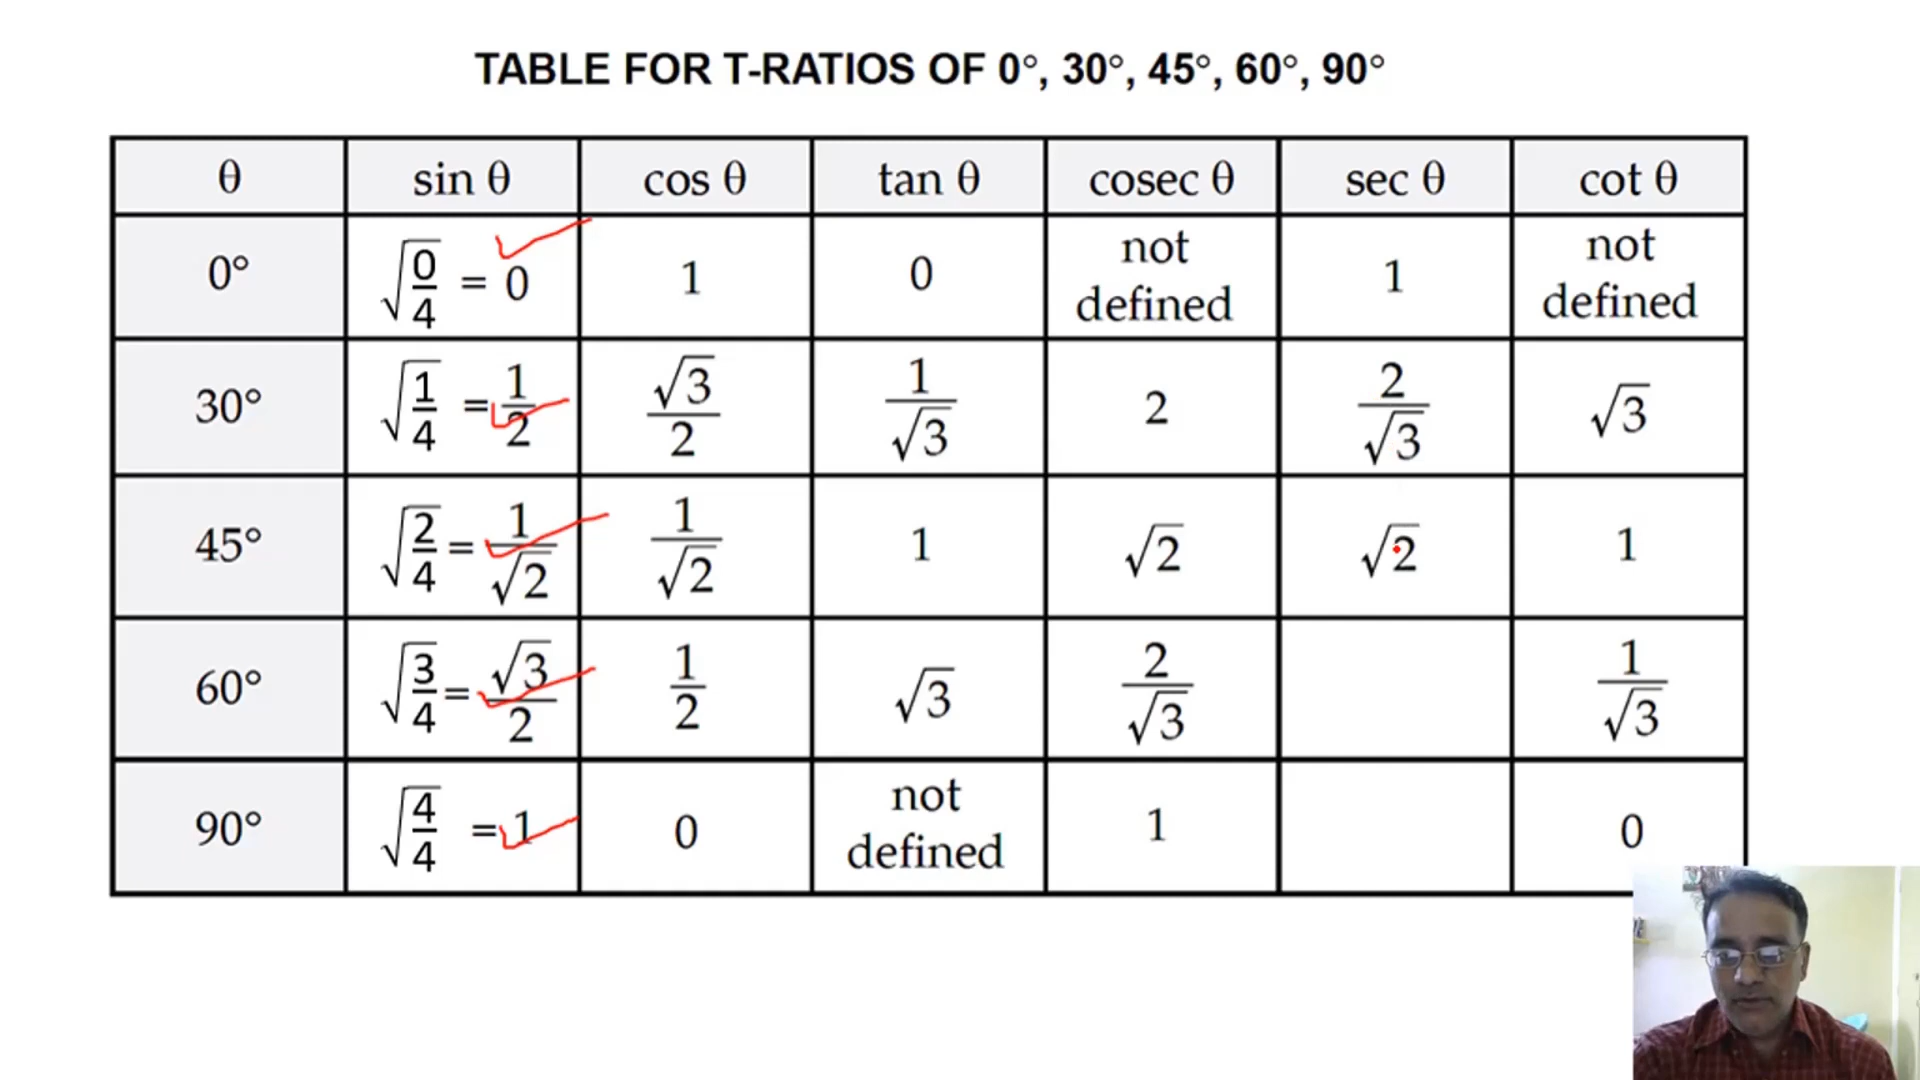 TABLE FOR T-RATIOS OF 0°, 30°, 45°, 60°, 90°
θ sin θ cos θ tan θ cosec θ sec θ cot θ
0° √(0/4) = 0 1 0 not defined 1 not defined
30° √(1/4) = 1/2 √3/2 1/√3 2 2/√3 √3
45° √(2/4) = 1/√2 1/√2 1 √2 √2 1
60° √(3/4) = √3/2 1/2 √3 2/√3 1/√3
90° √(4/4) = 1 0 not defined 1 0